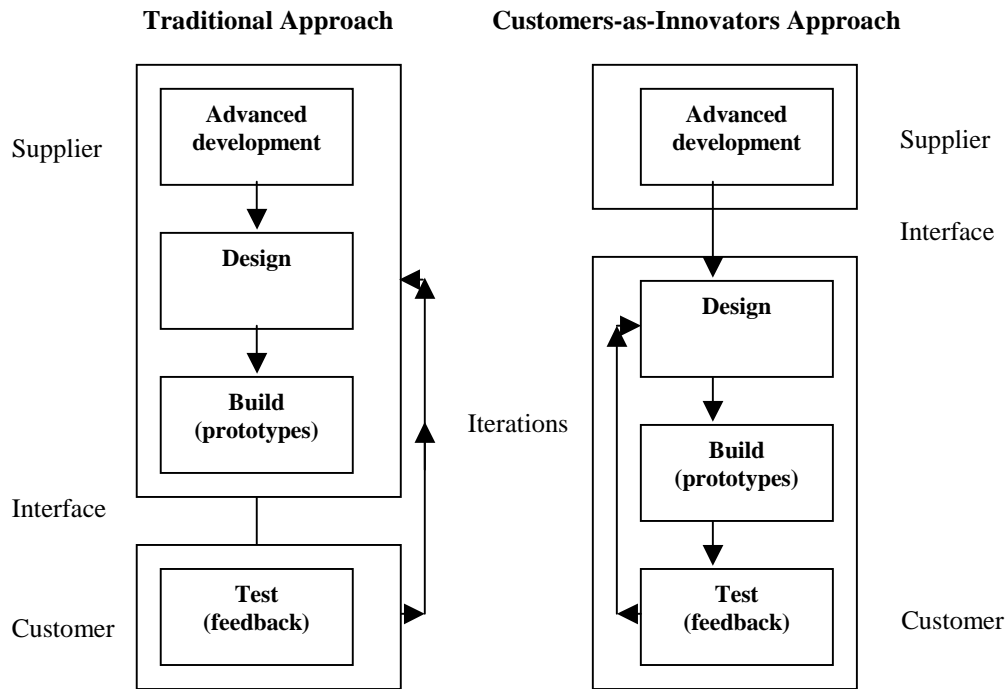 Traditional Approach
Customers-as-Innovators Approach
Supplier
Advanced
development
Design
Build
(prototypes)
Interface
Customer
Test
(feedback)
Iterations
Advanced
development
Supplier
Interface
Design
Build
(prototypes)
Test
(feedback)
Customer